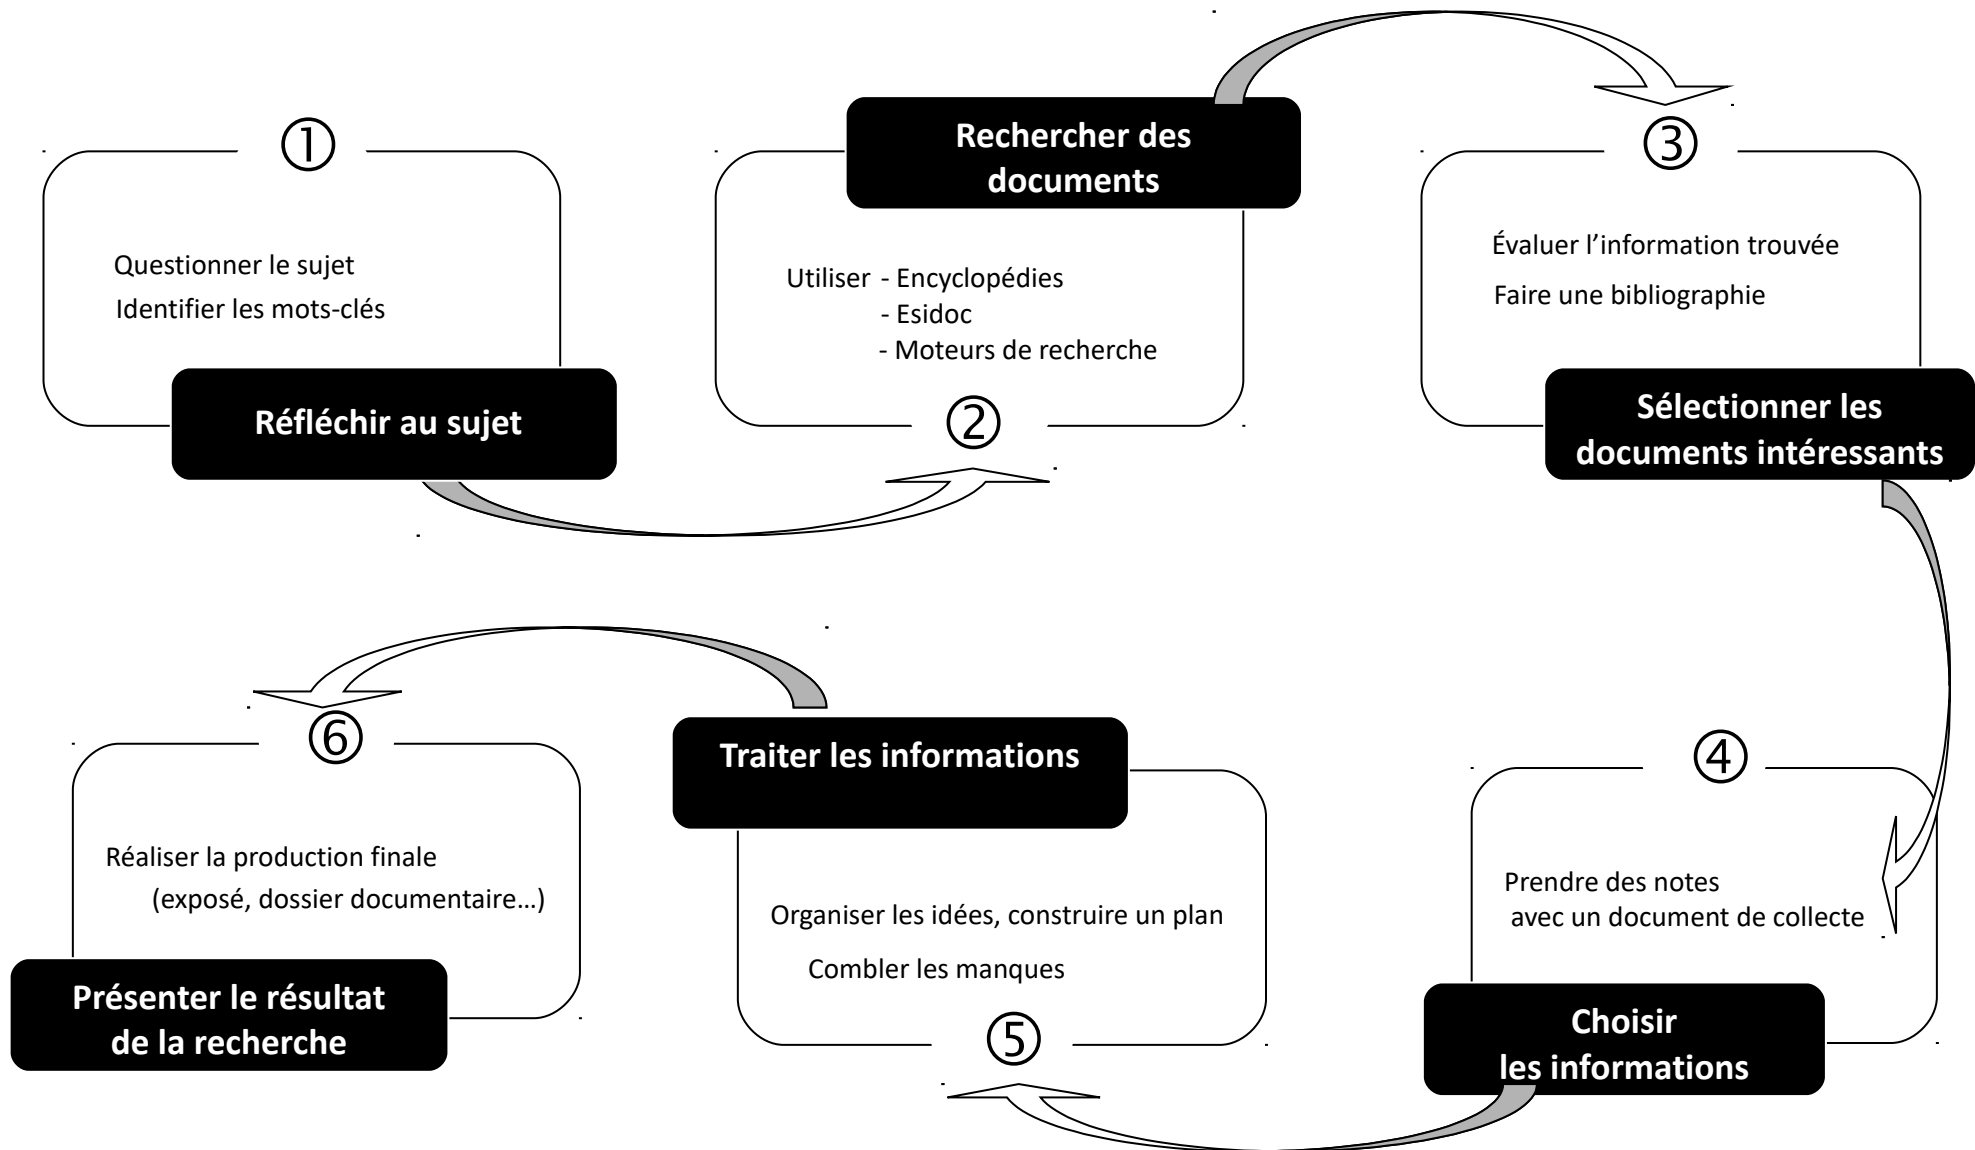 ①
Questionner le sujet
Identifier les mots-clés
Réfléchir au sujet
Rechercher des
documents
Utiliser - Encyclopédies
- Esidoc
- Moteurs de recherche
②
③
Évaluer l’information trouvée
Faire une bibliographie
Sélectionner les
documents intéressants
④
Prendre des notes
avec un document de collecte
Choisir
les informations
Traiter les informations
Organiser les idées, construire un plan
Combler les manques
⑤
⑥
Réaliser la production finale
(exposé, dossier documentaire…)
Présenter le résultat
de la recherche